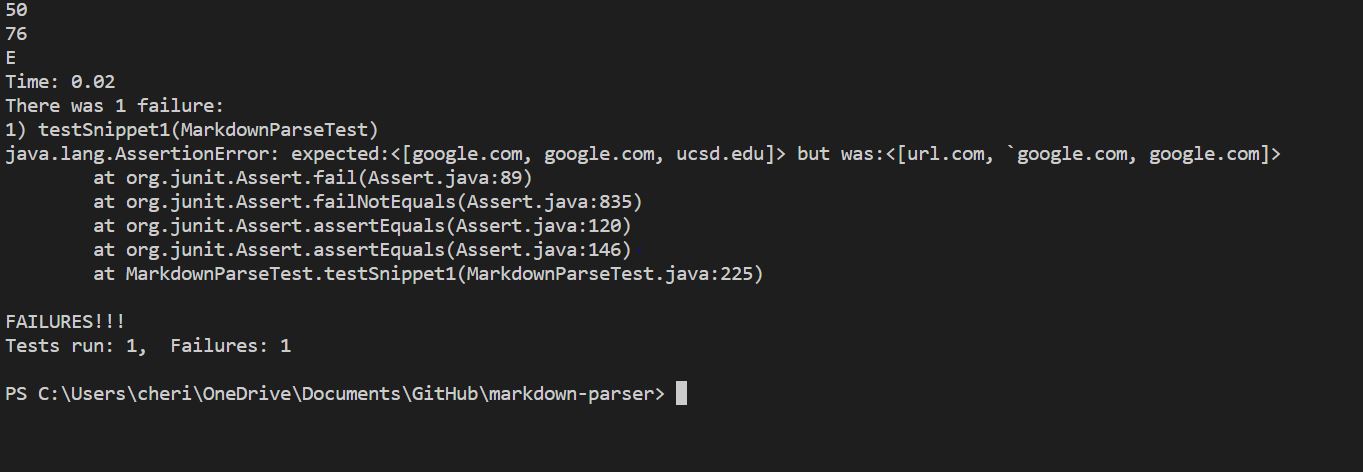 50
76
E
Time: 0.02
There was 1 failure:
1) testSnippet1(MarkdownParseTest)
java.lang.AssertionError: expected:<[google.com, google.com, ucsd.edu]> but was:<[url.com, `google.com, google.com]>
        at org.junit.Assert.fail(Assert.java:89)
        at org.junit.Assert.failNotEquals(Assert.java:835)
        at org.junit.Assert.assertEquals(Assert.java:120)
        at org.junit.Assert.assertEquals(Assert.java:146)
        at MarkdownParseTest.testSnippet1(MarkdownParseTest.java:225)
FAILURES!!!
Tests run: 1,  Failures: 1
PS C:\Users\cheri\OneDrive\Documents\GitHub\markdown-parser>